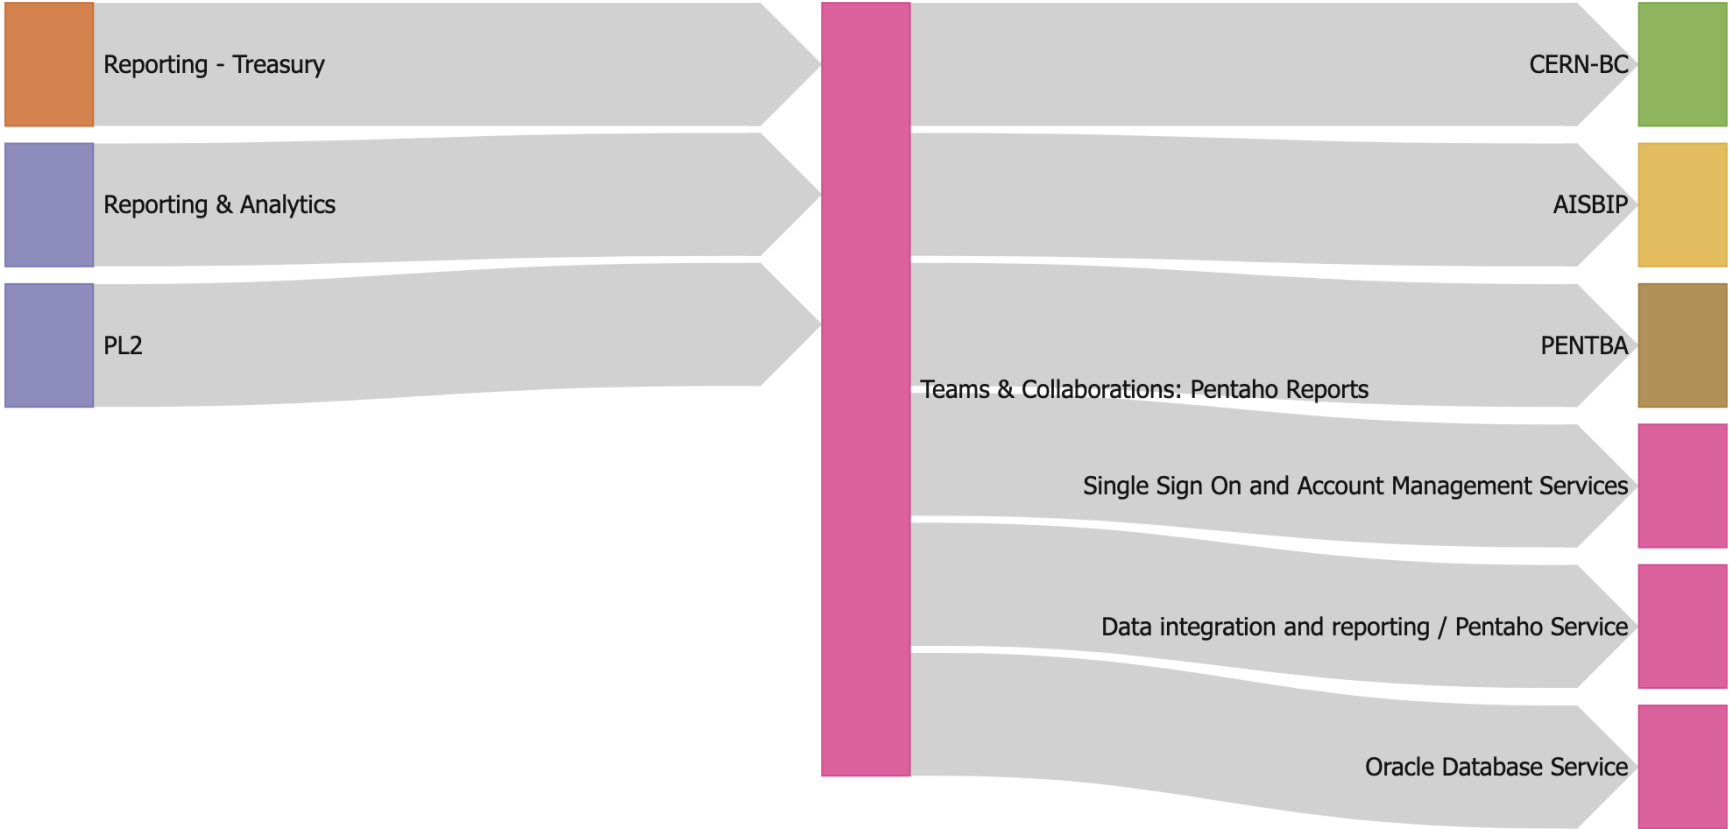 Reporting - Treasury
Reporting & Analytics
PL2
Teams & Collaborations: Pentaho Reports
CERN-BC
AISBIP
PENTBA
Single Sign On and Account Management Services
Data integration and reporting / Pentaho Service
Oracle Database Service